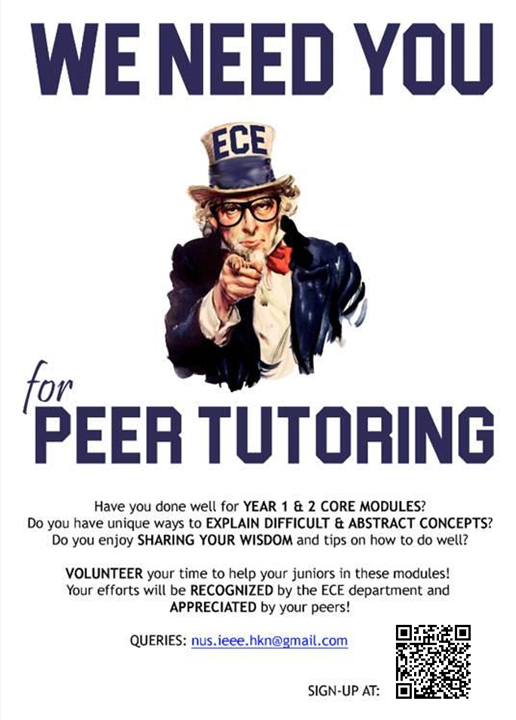 WE NEED YOU
ECE
for
PEER TUTORING
Have you done well for YEAR 1 & 2 CORE MODULES?
Do you have unique ways to EXPLAIN DIFFICULT & ABSTRACT CONCEPTS?
Do you enjoy SHARING YOUR WISDOM and tips on how to do well?
VOLUNTEER your time to help your juniors in these modules!
Your efforts will be RECOGNIZED by the ECE department and
APPRECIATED by your peers!
QUERIES: nus.ieee.hkn@gmail.com
SIGN-UP AT: